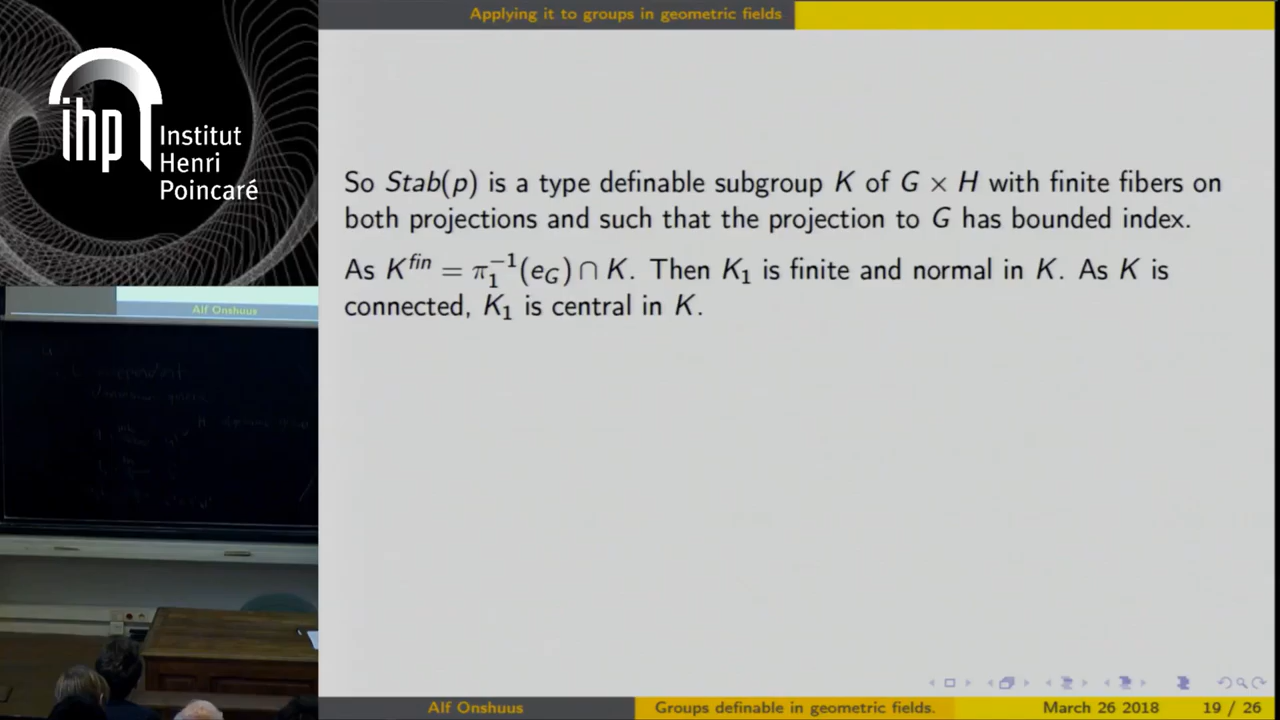 Applying it to groups in geometric fields
ihp Institut
Henri
Poincaré
Alf Onshuus
So Stab(p) is a type definable subgroup K of G × H with finite fibers on
both projections and such that the projection to G has bounded index.
As K^fin = π₁⁻¹(e_G) ∩ K. Then K₁ is finite and normal in K. As K is
connected, K₁ is central in K.
Alf Onshuus Groups definable in geometric fields. March 26 2018 19 / 26